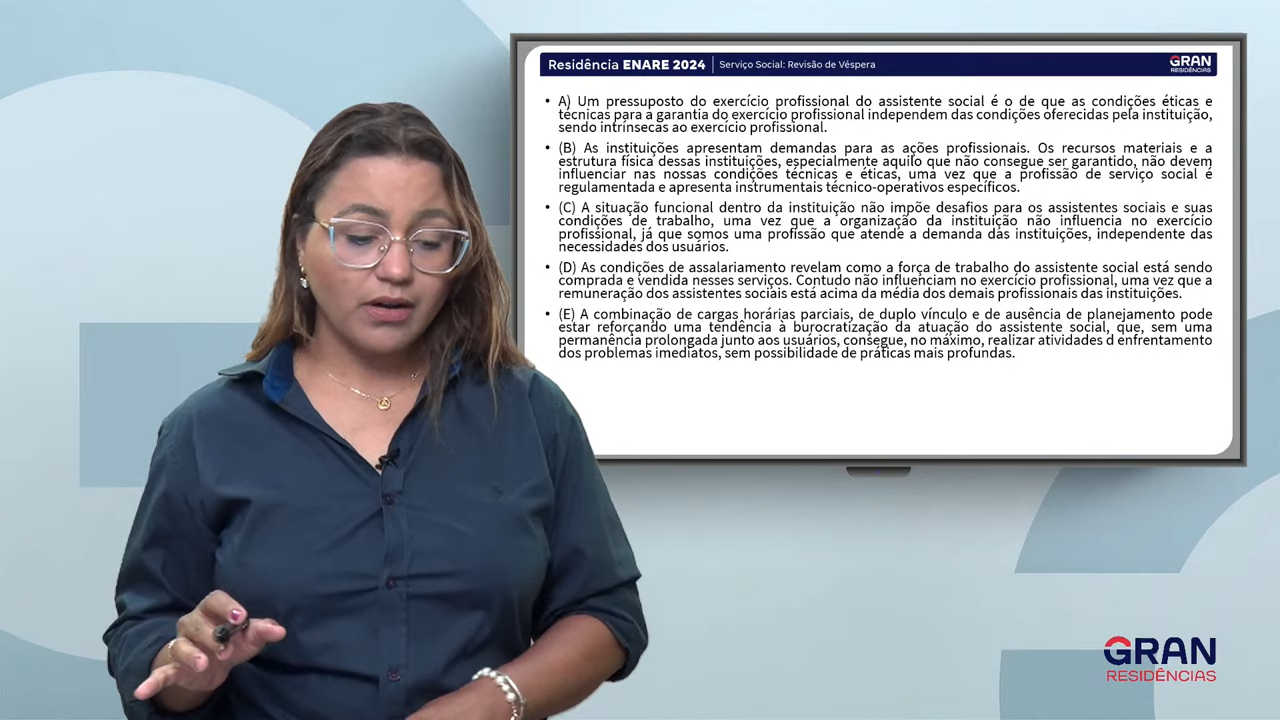 Residência ENARE 2024 | Serviço Social: Revisão de Véspera
GRAN
RESIDÊNCIAS
• A) Um pressuposto do exercício profissional do assistente social é o de que as condições éticas e
técnicas para a garantia do exercício profissional independem das condições oferecidas pela instituição,
sendo intrínsecas ao exercício profissional.
• (B) As instituições apresentam demandas para as ações profissionais. Os recursos materiais e a
estrutura física dessas instituições, especialmente aquilo que não consegue ser garantido, não devem
influenciar nas nossas condições técnicas e éticas, uma vez que a profissão de serviço social é
regulamentada e apresenta instrumentais técnico-operativos específicos.
• (C) A situação funcional dentro da instituição não impõe desafios para os assistentes sociais e suas
condições de trabalho, uma vez que a organização da instituição não influencia no exercício
profissional, já que somos uma profissão que atende a demanda das instituições, independente das
necessidades dos usuários.
• (D) As condições de assalariamento revelam como a força de trabalho do assistente social está sendo
comprada e vendida nesses serviços. Contudo não influenciam no exercício profissional, uma vez que a
remuneração dos assistentes sociais está acima da média dos demais profissionais das instituições.
• (E) A combinação de cargas horárias parciais, de duplo vínculo e de ausência de planejamento pode
estar reforçando uma tendência à burocratização da atuação do assistente social, que, sem uma
permanência prolongada junto aos usuários, consegue, no máximo, realizar atividades d enfrentamento
dos problemas imediatos, sem possibilidade de práticas mais profundas.
GRAN
RESIDÊNCIAS